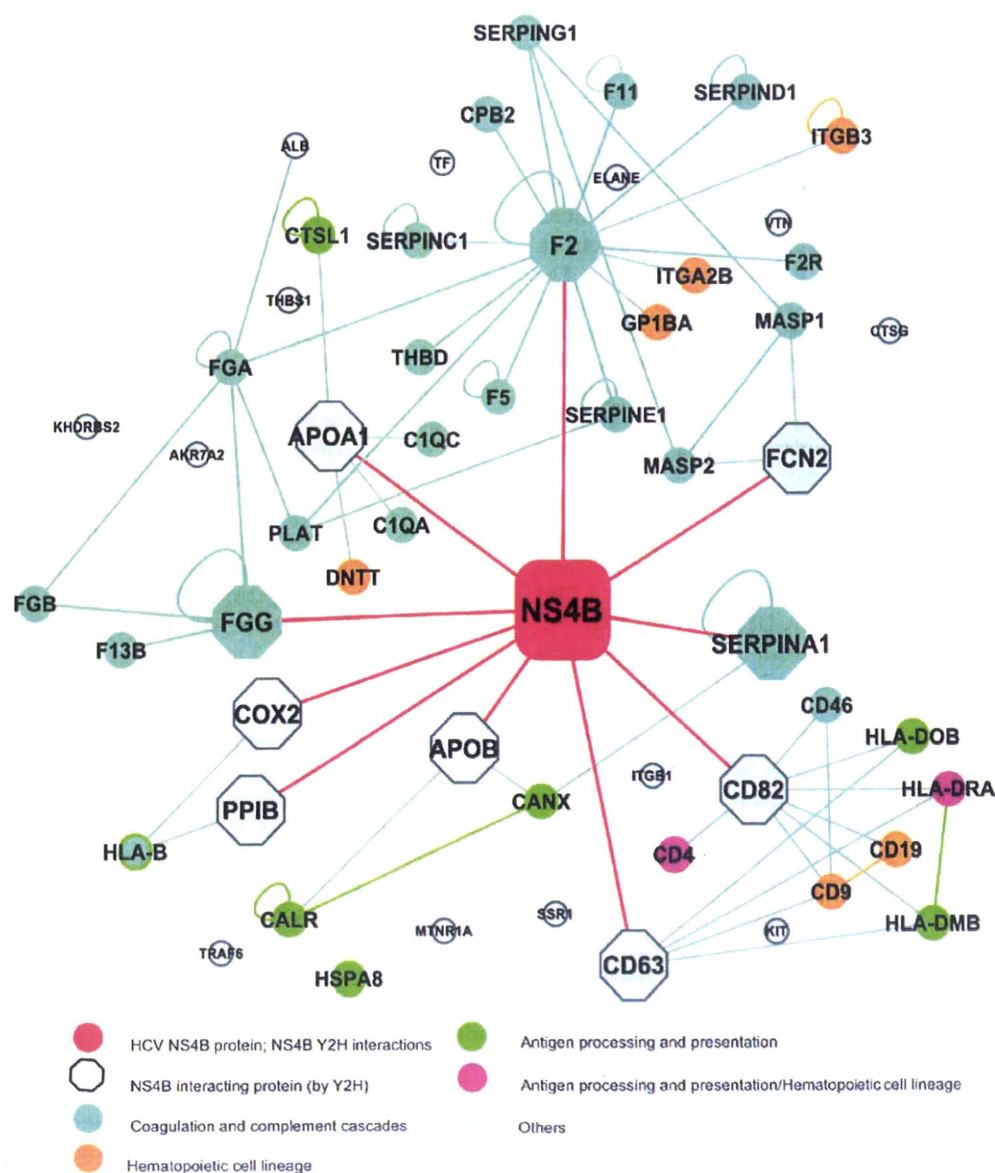 SERPING1
F11
SERPIND1
CPB2
ITGB3
ALB
TF
ELANE
CTSL1
SERPINC1
F2
VTN
F2R
ITGA2B
THBS1
GP1BA
MASP1
CTSG
THBD
FGA
F5
SERPINE1
KHDRBS2
APOA1
C1QC
AKR7A2
MASP2
FCN2
PLAT
C1QA
DNTT
FGB
FGG
NS4B
F13B
SERPINA1
COX2
CD46
APOB
HLA-DOB
ITGB1
CD82
HLA-DRA
PPIB
CANX
HLA-B
CD4
CD19
CD9
CALR
SSR1
HLA-DMB
MTNR1A
KIT
TRAF6
HSPA8
CD63
HCV NS4B protein; NS4B Y2H interactions
Antigen processing and presentation
NS4B interacting protein (by Y2H)
Antigen processing and presentation/Hematopoietic cell lineage
Coagulation and complement cascades
Others
Hematopoietic cell lineage